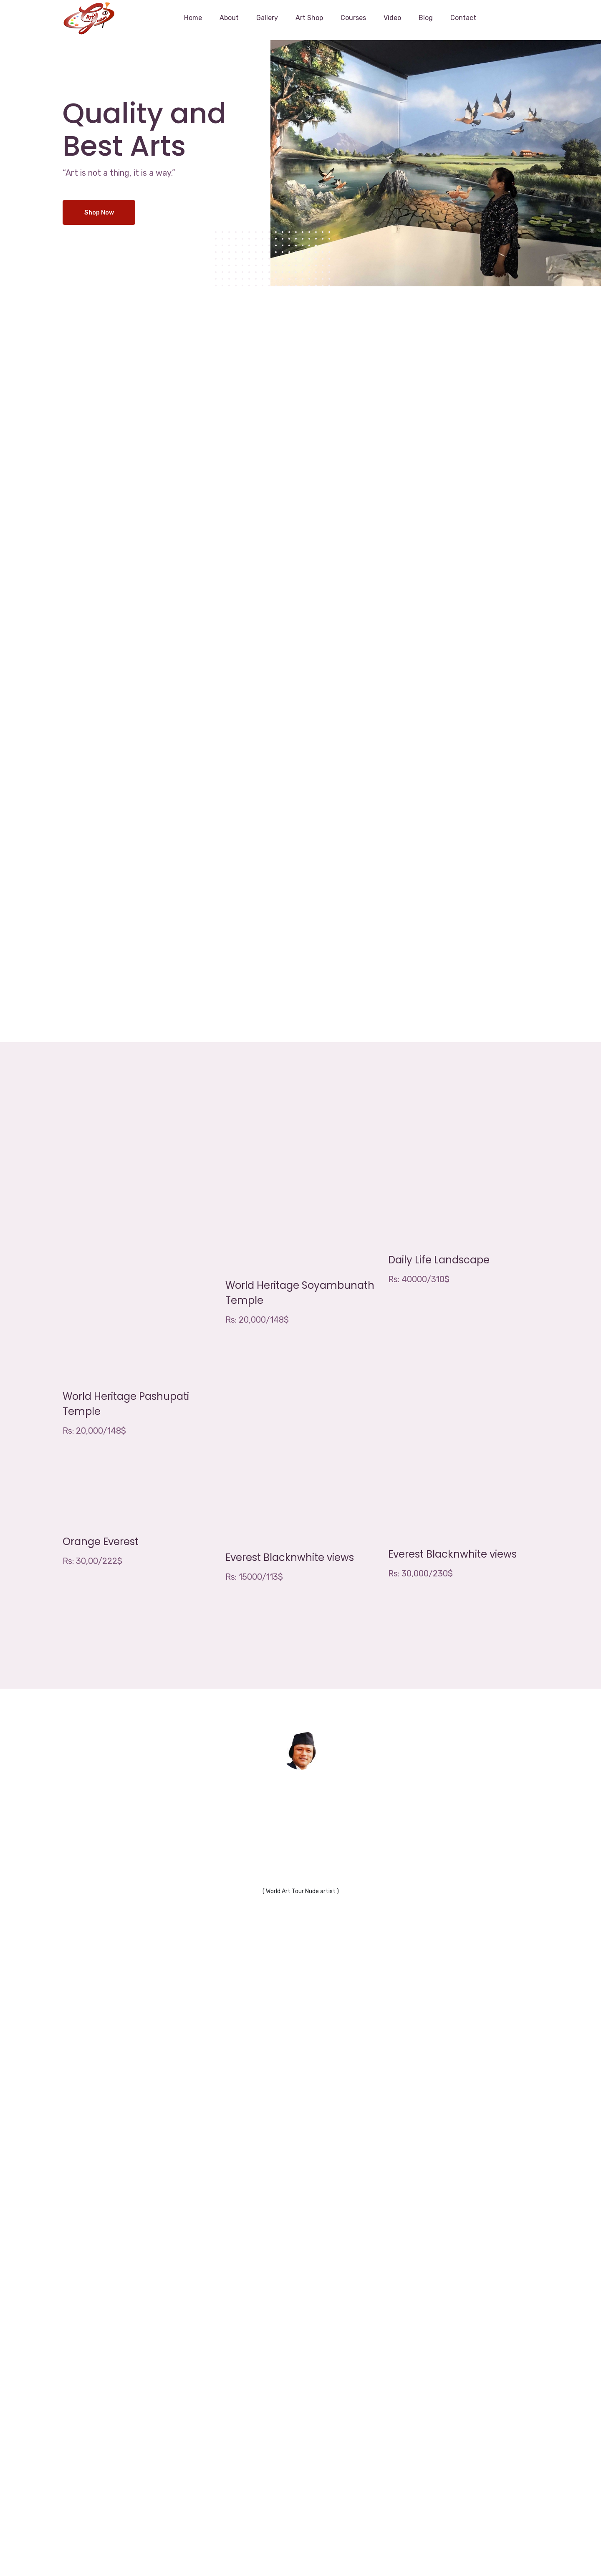 Home
About
Gallery
Art Shop
Courses
Video
Blog
Contact
Quality and
Best Arts
"Art is not a thing, it is a way."
Shop Now
Daily Life Landscape
Rs: 40000/310$
World Heritage Soyambunath
Temple
Rs: 20,000/148$
World Heritage Pashupati
Temple
Rs: 20,000/148$
Orange Everest
Rs: 30,00/222$
Everest Blacknwhite views
Rs: 15000/113$
Everest Blacknwhite views
Rs: 30,000/230$
( World Art Tour Nude artist )